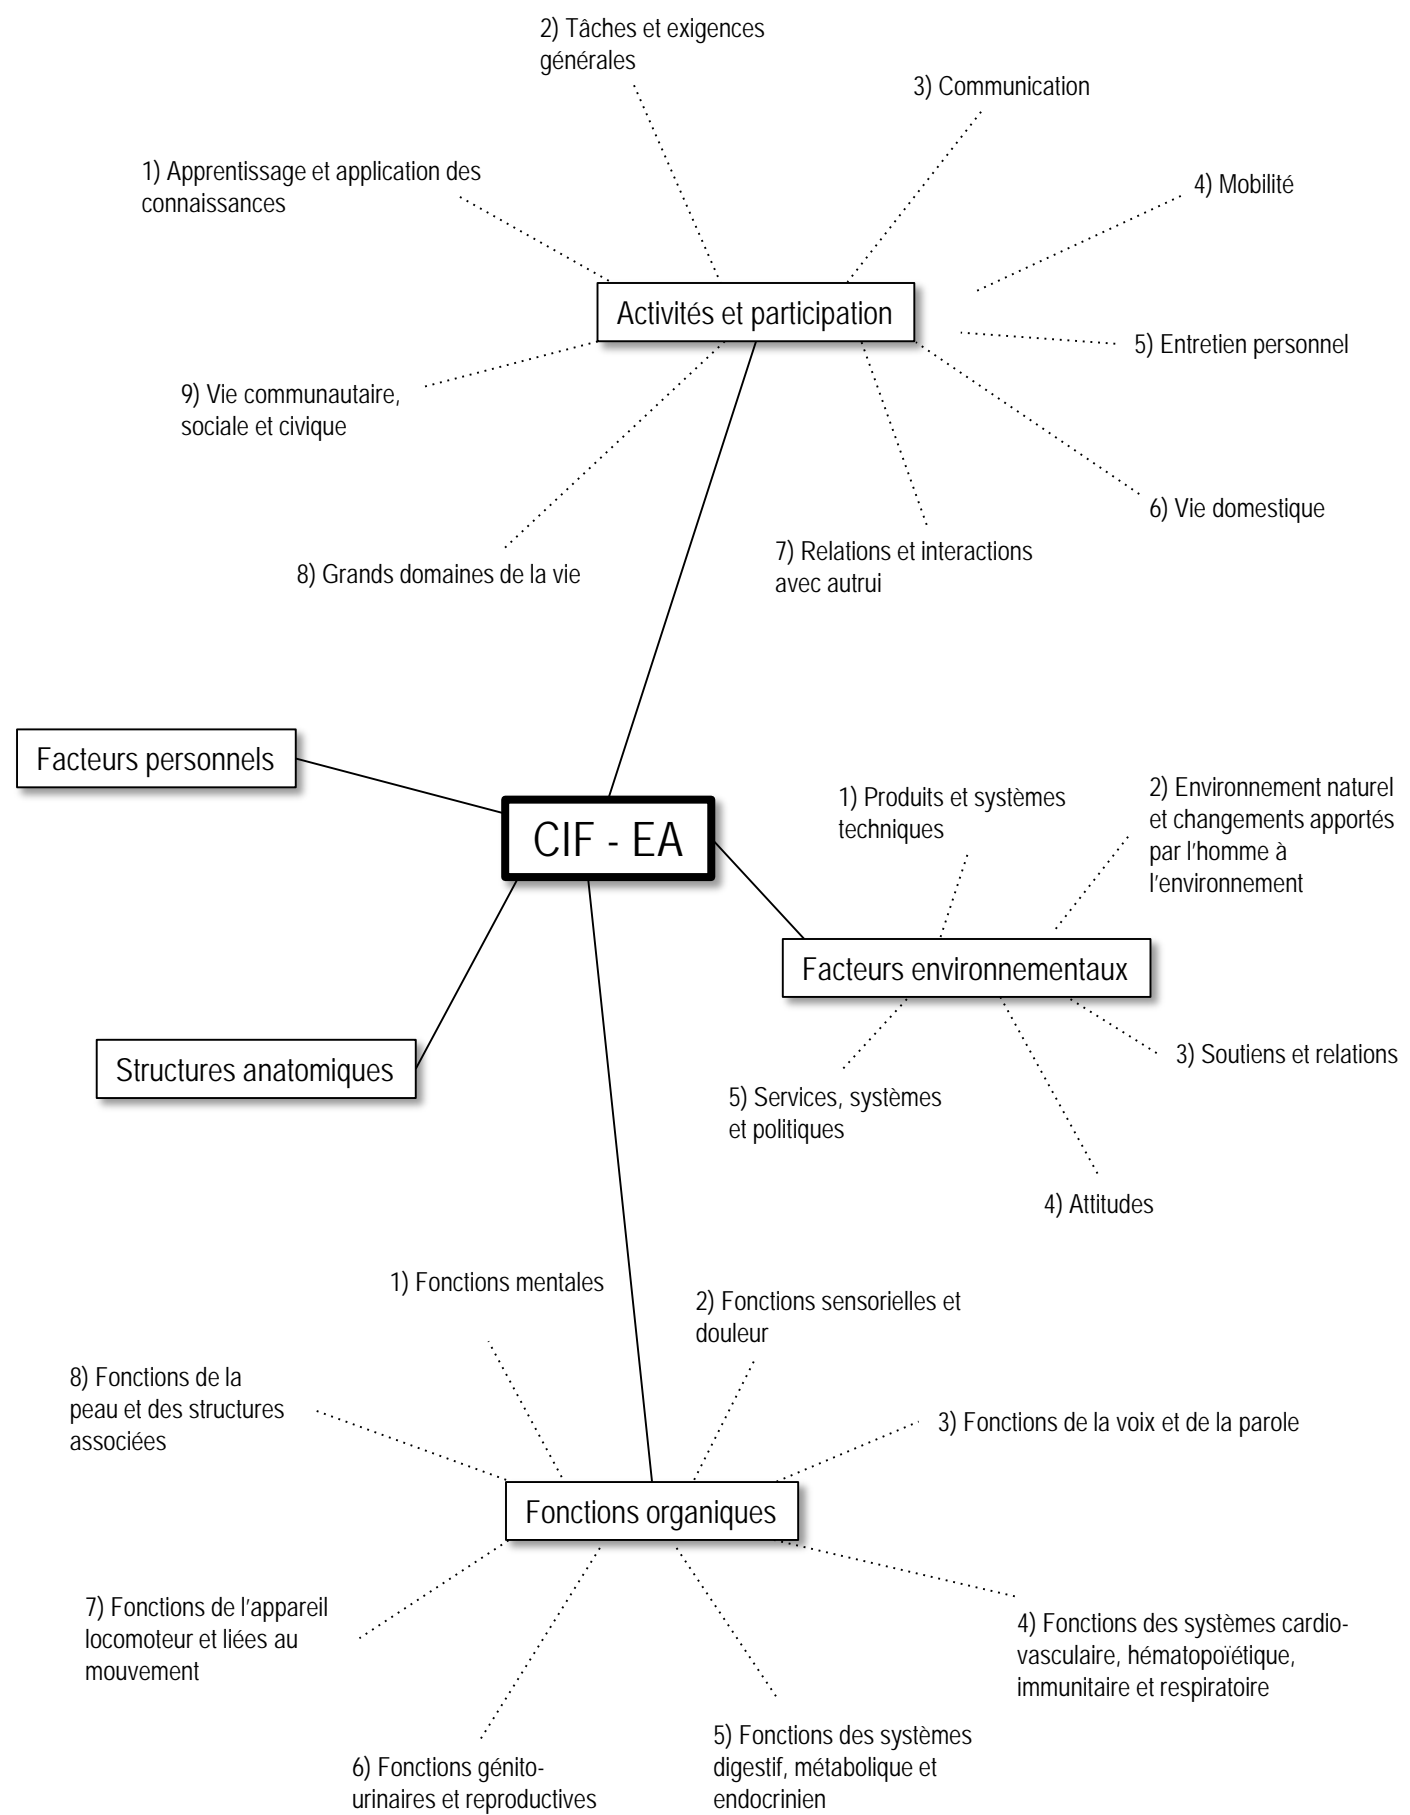 2) Tâches et exigences
générales
3) Communication
1) Apprentissage et application des
connaissances
4) Mobilité
Activités et participation
5) Entretien personnel
9) Vie communautaire,
sociale et civique
6) Vie domestique
7) Relations et interactions
avec autrui
8) Grands domaines de la vie
Facteurs personnels
CIF - EA
1) Produits et systèmes
techniques
2) Environnement naturel
et changements apportés
par l'homme à
l'environnement
Facteurs environnementaux
Structures anatomiques
3) Soutiens et relations
5) Services, systèmes
et politiques
4) Attitudes
1) Fonctions mentales
2) Fonctions sensorielles et
douleur
8) Fonctions de la
peau et des structures
associées
3) Fonctions de la voix et de la parole
Fonctions organiques
7) Fonctions de l'appareil
locomoteur et liées au
mouvement
4) Fonctions des systèmes cardio-
vasculaire, hématopoïétique,
immunitaire et respiratoire
6) Fonctions génito-
urinaires et reproductives
5) Fonctions des systèmes
digestif, métabolique et
endocrinien